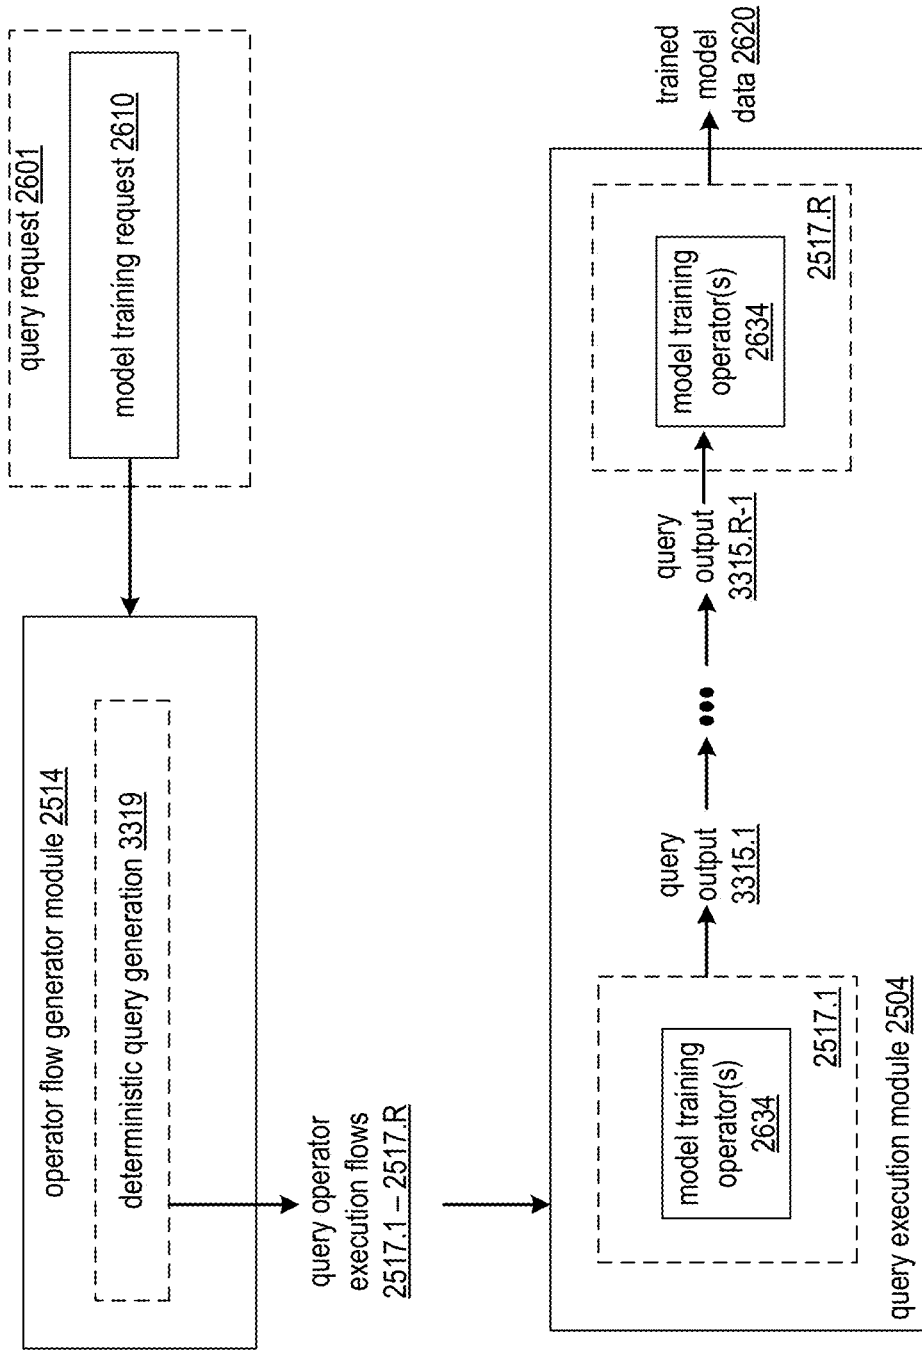 query request 2601
model training request 2610
operator flow generator module 2514
deterministic query generation 3319
query operator
execution flows
2517.1 – 2517.R
model training
operator(s)
2634
2517.1
query
output
3315.1
query
output
3315.R-1
model training
operator(s)
2634
2517.R
trained
model
data 2620
query execution module 2504